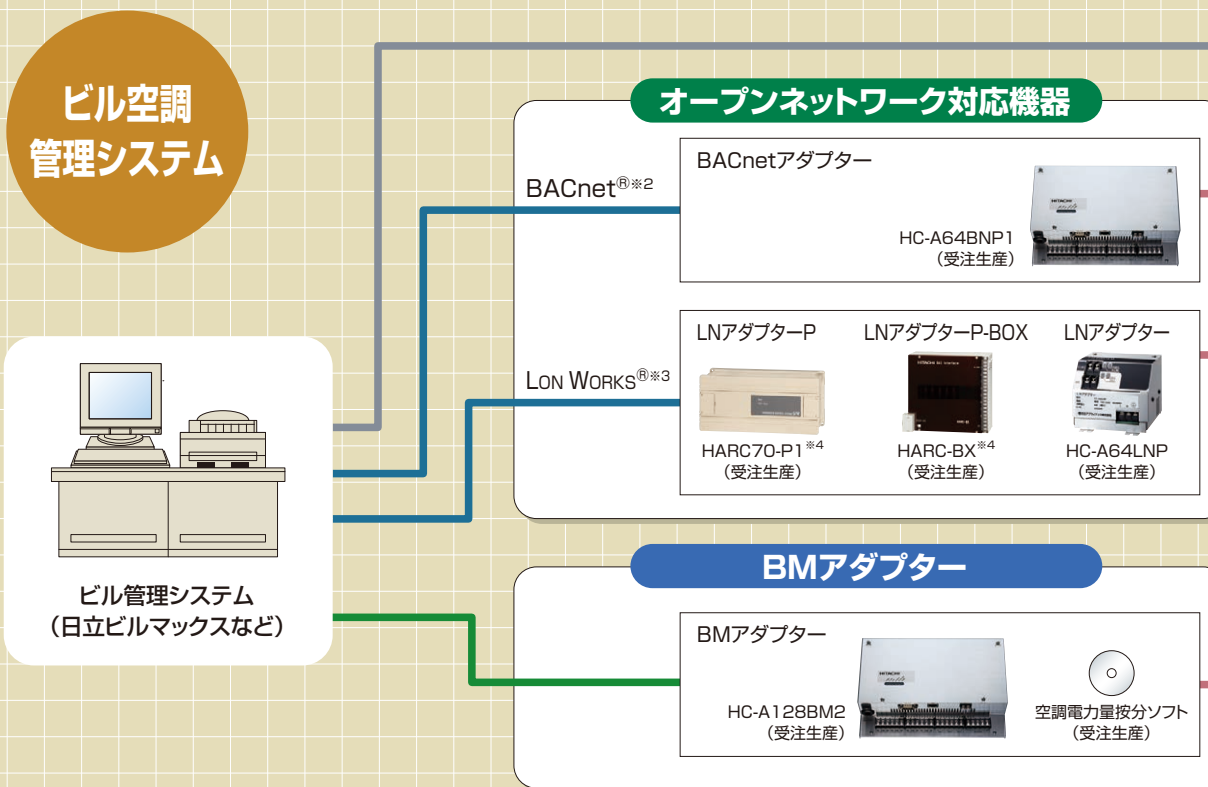 ビル空調
管理システム
オープンネットワーク対応機器
BACnet®※2
BACnetアダプター
HITACHI
HC-A64BNP1
(受注生産)
LON WORKS®※3
LNアダプターP
LNアダプターP-BOX
LNアダプター
HARC70-P1※4
(受注生産)
HARC-BX※4
(受注生産)
HC-A64LNP
(受注生産)
ビル管理システム
(日立ビルマックスなど)
BMアダプター
BMアダプター
HITACHI
HC-A128BM2
(受注生産)
空調電力量按分ソフト
(受注生産)